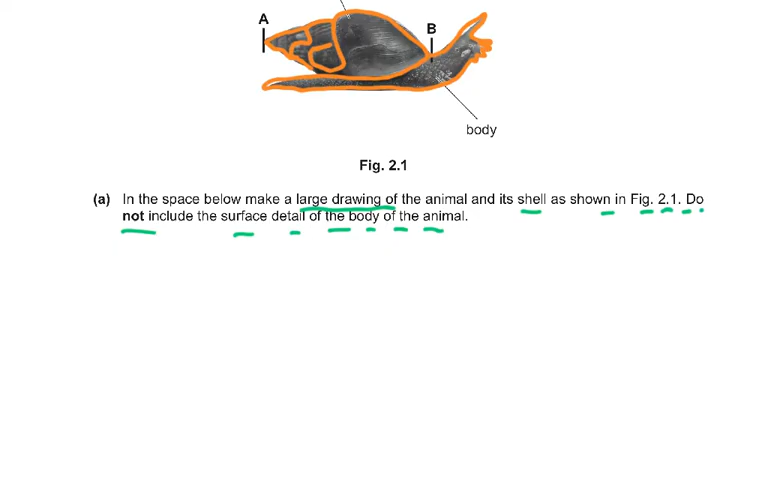 A
B
body
Fig. 2.1
(a) In the space below make a large drawing of the animal and its shell as shown in Fig. 2.1. Do
not include the surface detail of the body of the animal.